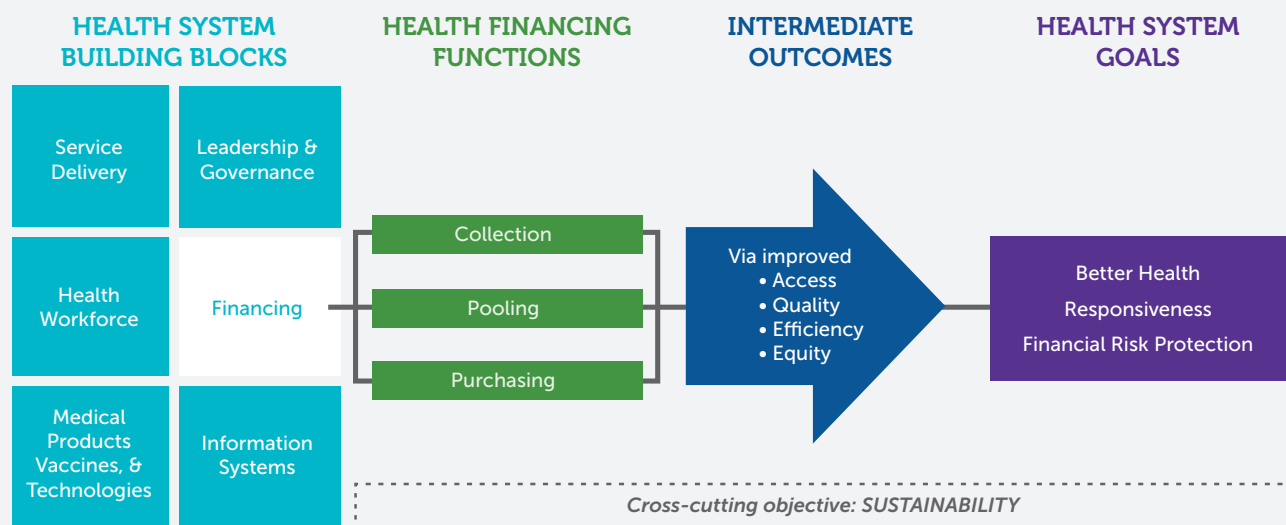 HEALTH SYSTEM
BUILDING BLOCKS
HEALTH FINANCING
FUNCTIONS
INTERMEDIATE
OUTCOMES
HEALTH SYSTEM
GOALS
Service
Delivery
Leadership &
Governance
Health
Workforce
Financing
Medical
Products
Vaccines, &
Technologies
Information
Systems
Collection
Pooling
Purchasing
Via improved
• Access
• Quality
• Efficiency
• Equity
Better Health
Responsiveness
Financial Risk Protection
Cross-cutting objective: SUSTAINABILITY